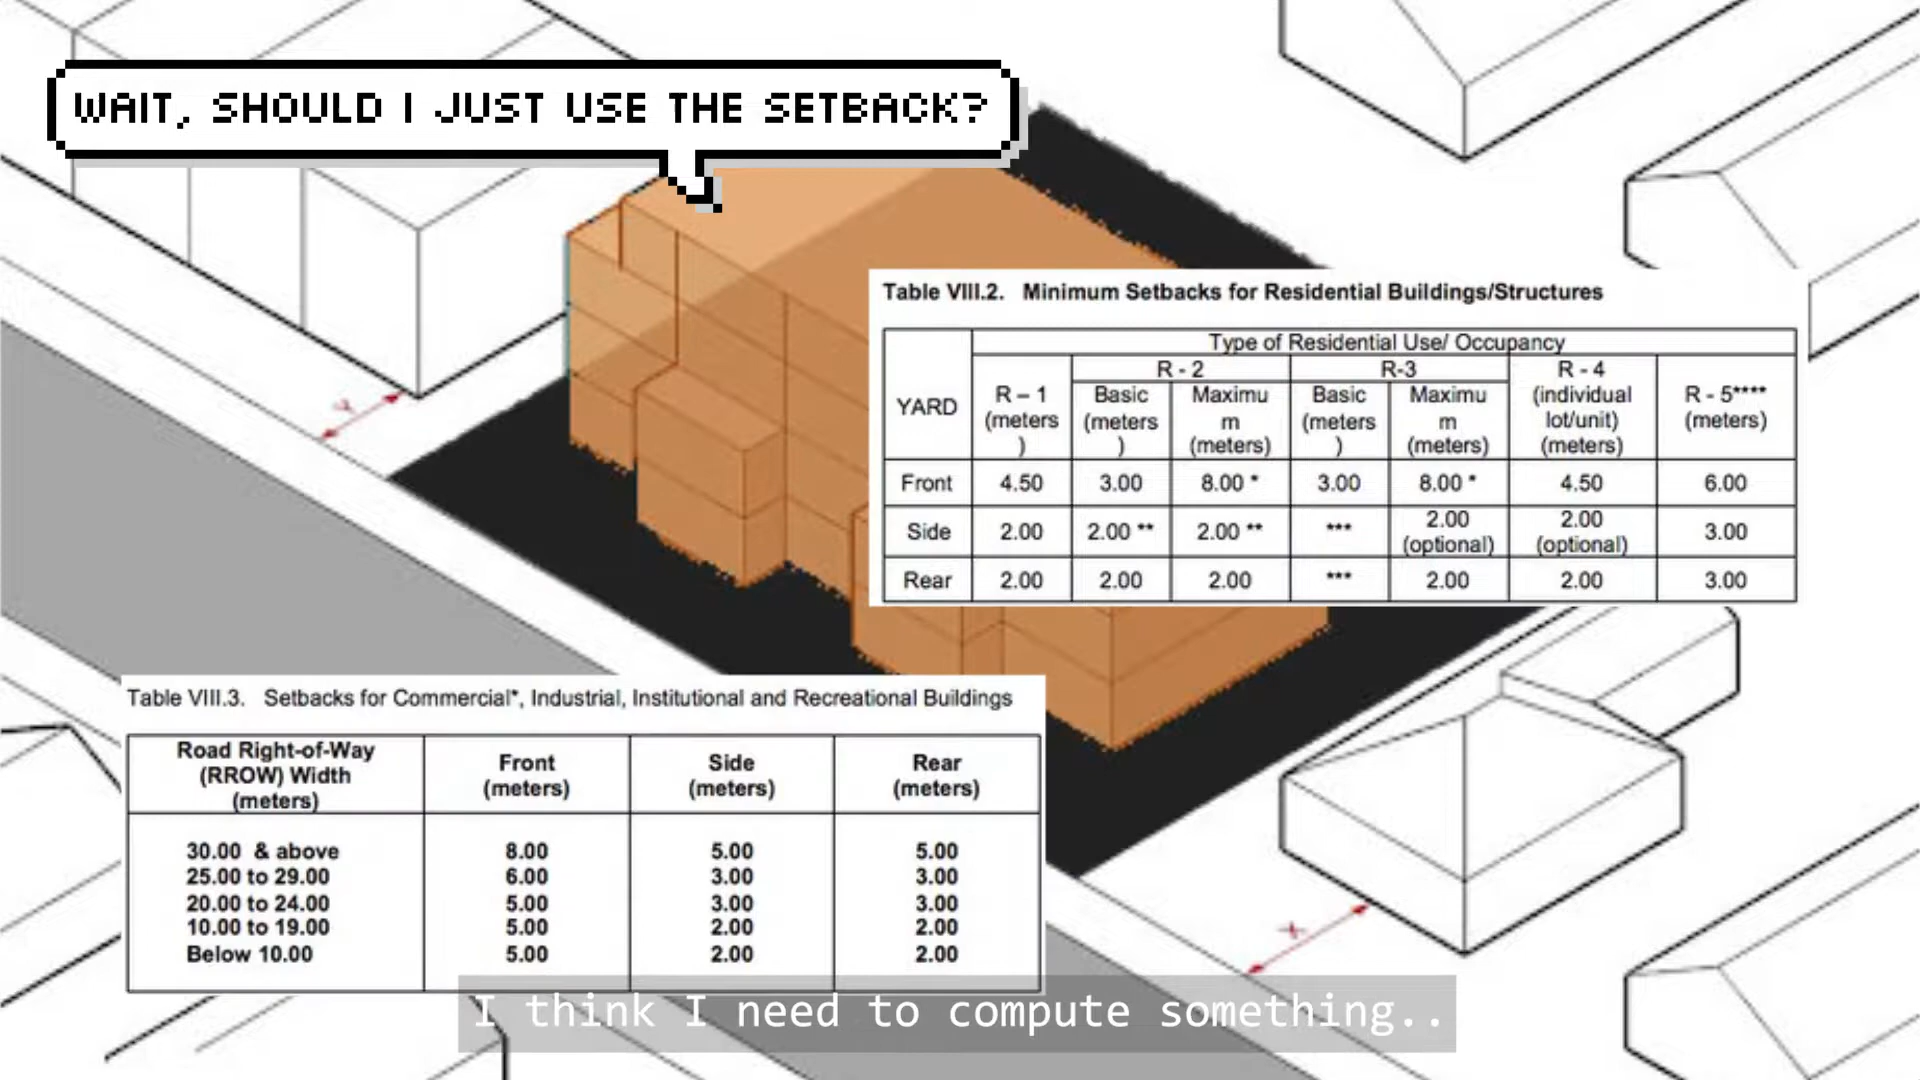 WAIT, SHOULD I JUST USE THE SETBACK?
Y
Table VIII.2. Minimum Setbacks for Residential Buildings/Structures
YARD
Type of Residential Use/ Occupancy
R – 1
(meters
)
R - 2
Basic
(meters
)
Maximu
m
(meters)
R-3
Basic
(meters
)
Maximu
m
(meters)
R - 4
(individual
lot/unit)
(meters)
R - 5****
(meters)
Front 4.50 3.00 8.00 * 3.00 8.00 * 4.50 6.00
Side 2.00 2.00 ** 2.00 ** *** 2.00 (optional) 2.00 (optional) 3.00
Rear 2.00 2.00 2.00 *** 2.00 2.00 3.00
Table VIII.3. Setbacks for Commercial*, Industrial, Institutional and Recreational Buildings
Road Right-of-Way
(RROW) Width
(meters)
Front
(meters)
Side
(meters)
Rear
(meters)
30.00 & above 8.00 5.00 5.00
25.00 to 29.00 6.00 3.00 3.00
20.00 to 24.00 5.00 3.00 3.00
10.00 to 19.00 5.00 2.00 2.00
Below 10.00 5.00 2.00 2.00
X
I think I need to compute something..